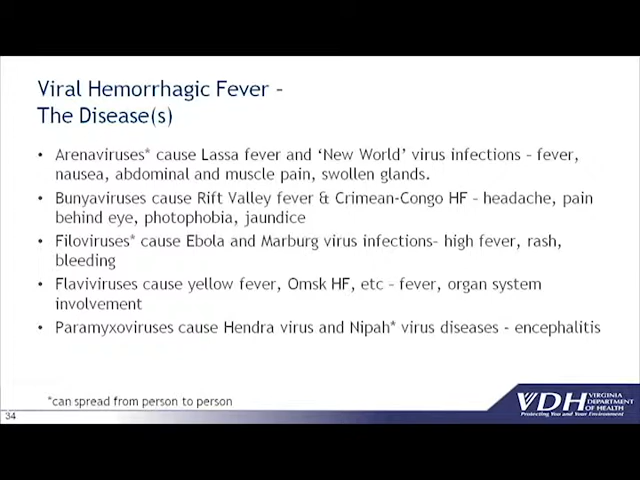 Viral Hemorrhagic Fever –
The Disease(s)
• Arenaviruses* cause Lassa fever and ‘New World’ virus infections – fever,
nausea, abdominal and muscle pain, swollen glands.
• Bunyaviruses cause Rift Valley fever & Crimean-Congo HF – headache, pain
behind eye, photophobia, jaundice
• Filoviruses* cause Ebola and Marburg virus infections– high fever, rash,
bleeding
• Flaviviruses cause yellow fever, Omsk HF, etc – fever, organ system
involvement
• Paramyxoviruses cause Hendra virus and Nipah* virus diseases - encephalitis
*can spread from person to person
34
VDH VIRGINIA
DEPARTMENT
OF HEALTH
Protecting You and Your Environment